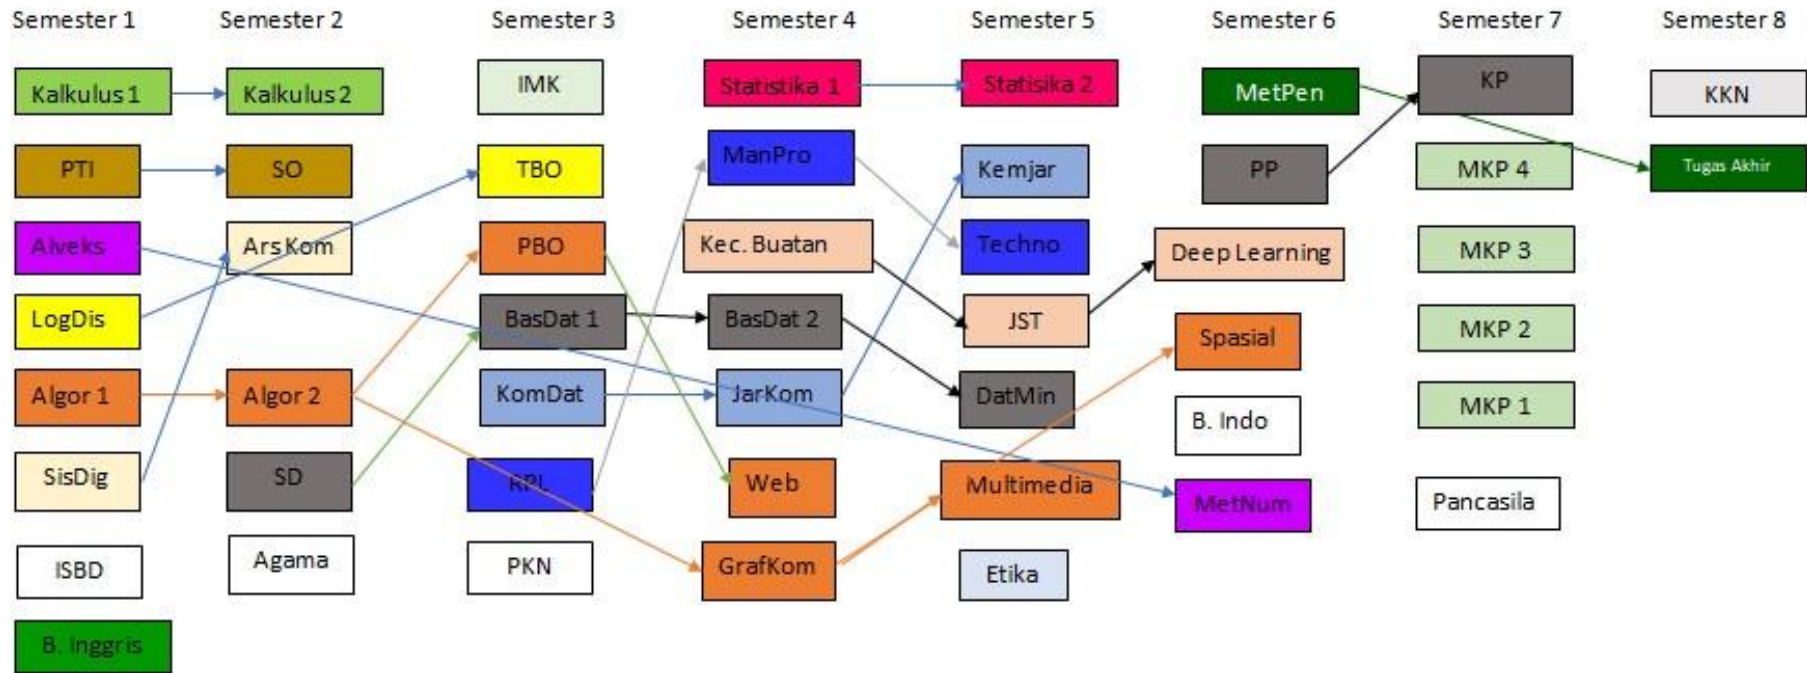 Semester 1
Semester 2
Semester 3
Semester 4
Semester 5
Semester 6
Semester 7
Semester 8
Kalkulus 1
PTI
Alveks
LogDis
Algor 1
SisDig
ISBD
B. Inggris
Kalkulus 2
SO
ArsKom
Algor 2
SD
Agama
IMK
TBO
PBO
BasDat 1
KomDat
RPL
PKN
Statistika 1
ManPro
Kec. Buatan
BasDat 2
JarKom
Web
GrafKom
Statisika 2
Kemjar
Techno
JST
DatMin
Multimedia
Etika
MetPen
PP
Deep Learning
Spasial
B. Indo
MetNum
KP
MKP 4
MKP 3
MKP 2
MKP 1
Pancasila
KKN
Tugas Akhir